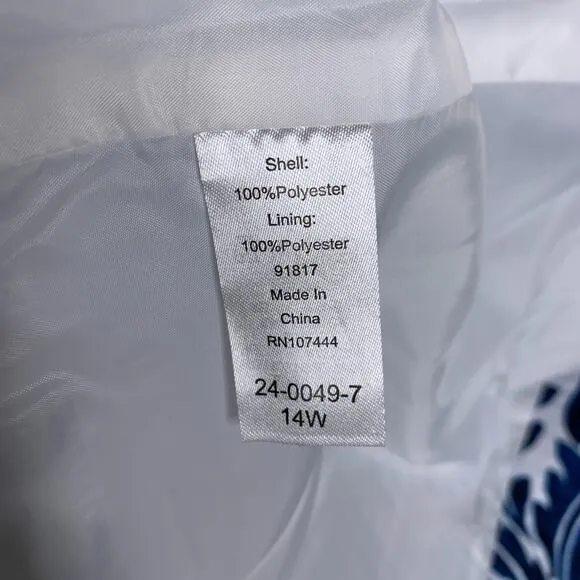 Shell:
100%Polyester
Lining:
100%Polyester
91817
Made In
China
RN107444
24-0049-7
14W